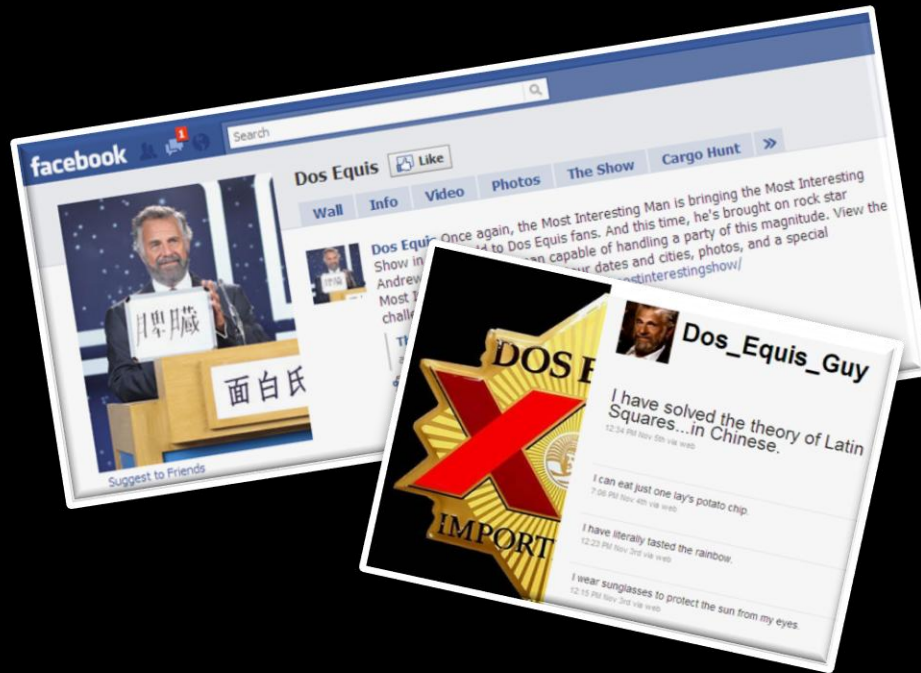 facebook
1
Search
Dos Equis Like
Wall Info Video Photos The Show Cargo Hunt »
Dos Equis Once again, the Most Interesting Man is bringing the Most Interesting
Show in to Dos Equis fans. And this time, he's brought on rock star
Andrew capable of handling a party of this magnitude. View the
Most dates and cities, photos, and a special
面白氏
Suggest to Friends
DOS E
X
IMPORT
Dos_Equis_Guy
I have solved the theory of Latin
Squares...in Chinese.
12:34 PM Nov 5th via web
I can eat just one lay's potato chip.
7:06 PM Nov 4th via web
I have literally tasted the rainbow.
12:23 PM Nov 3rd via web
I wear sunglasses to protect the sun from my eyes.
12:15 PM Nov 3rd via web